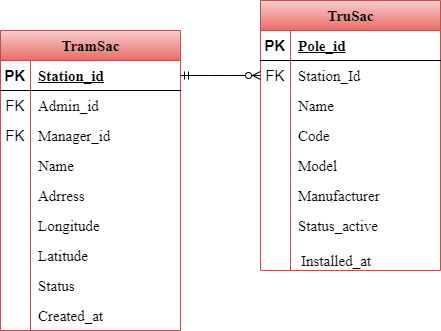 TramSac
PK Station_id
FK Admin_id
FK Manager_id
Name
Adrress
Longitude
Latitude
Status
Created_at
TruSac
PK Pole_id
FK Station_Id
Name
Code
Model
Manufacturer
Status_active
Installed_at